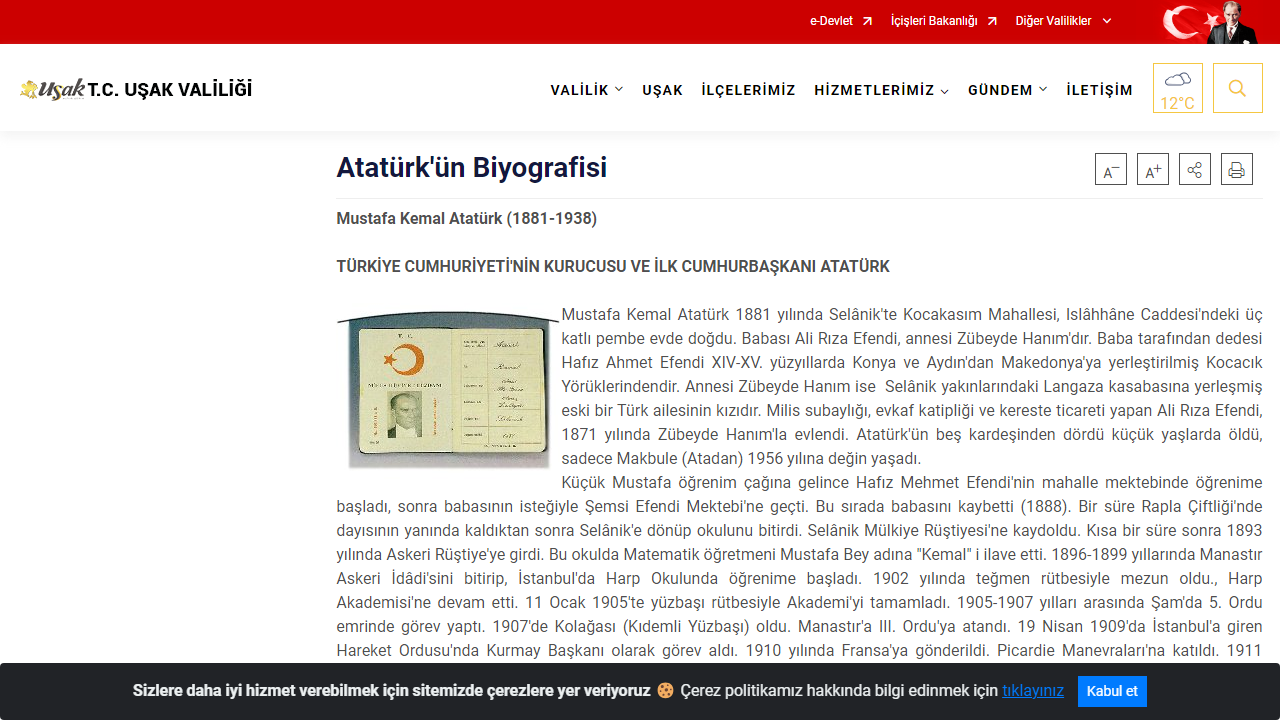 e-Devlet
İçişleri Bakanlığı
Diğer Valilikler
Uşak T.C. UŞAK VALİLİĞİ
VALİLİK
UŞAK
İLÇELERİMİZ
HİZMETLERİMİZ
GÜNDEM
İLETİŞİM
12°C
Atatürk'ün Biyografisi
A−
A+
Mustafa Kemal Atatürk (1881-1938)
TÜRKİYE CUMHURİYETİ'NİN KURUCUSU VE İLK CUMHURBAŞKANI ATATÜRK
T. C.
Mustafa Kemal Atatürk 1881 yılında Selânik'te Kocakasım Mahallesi, Islâhhâne Caddesi'ndeki üç
katlı pembe evde doğdu. Babası Ali Rıza Efendi, annesi Zübeyde Hanım'dır. Baba tarafından dedesi
Hafız Ahmet Efendi XIV-XV. yüzyıllarda Konya ve Aydın'dan Makedonya'ya yerleştirilmiş Kocacık
Yörüklerindendir. Annesi Zübeyde Hanım ise  Selânik yakınlarındaki Langaza kasabasına yerleşmiş
eski bir Türk ailesinin kızıdır. Milis subaylığı, evkaf katipliği ve kereste ticareti yapan Ali Rıza Efendi,
1871 yılında Zübeyde Hanım'la evlendi. Atatürk'ün beş kardeşinden dördü küçük yaşlarda öldü,
sadece Makbule (Atadan) 1956 yılına değin yaşadı.
Küçük Mustafa öğrenim çağına gelince Hafız Mehmet Efendi'nin mahalle mektebinde öğrenime
başladı, sonra babasının isteğiyle Şemsi Efendi Mektebi'ne geçti. Bu sırada babasını kaybetti (1888). Bir süre Rapla Çiftliği'nde
dayısının yanında kaldıktan sonra Selânik'e dönüp okulunu bitirdi. Selânik Mülkiye Rüştiyesi'ne kaydoldu. Kısa bir süre sonra 1893
yılında Askeri Rüştiye'ye girdi. Bu okulda Matematik öğretmeni Mustafa Bey adına "Kemal" i ilave etti. 1896-1899 yıllarında Manastır
Askeri İdâdi'sini bitirip, İstanbul'da Harp Okulunda öğrenime başladı. 1902 yılında teğmen rütbesiyle mezun oldu., Harp
Akademisi'ne devam etti. 11 Ocak 1905'te yüzbaşı rütbesiyle Akademi'yi tamamladı. 1905-1907 yılları arasında Şam'da 5. Ordu
emrinde görev yaptı. 1907'de Kolağası (Kıdemli Yüzbaşı) oldu. Manastır'a III. Ordu'ya atandı. 19 Nisan 1909'da İstanbul'a giren
Hareket Ordusu'nda Kurmay Başkanı olarak görev aldı. 1910 yılında Fransa'ya gönderildi. Picardie Manevraları'na katıldı. 1911
Sizlere daha iyi hizmet verebilmek için sitemizde çerezlere yer veriyoruz 🍪 Çerez politikamız hakkında bilgi edinmek için tıklayınız Kabul et